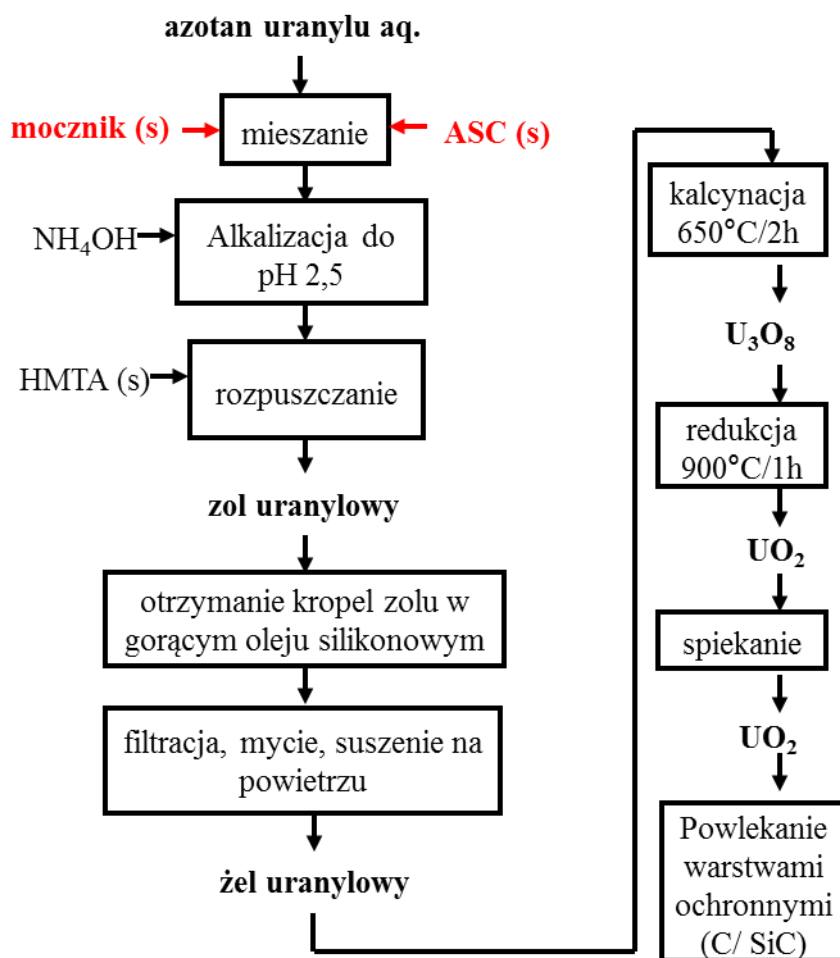 azotan uranylu aq.
mocznik (s)
mieszanie
ASC (s)
NH₄OH
Alkalizacja do
pH 2,5
HMTA (s)
rozpuszczanie
zol uranylowy
otrzymanie kropel zolu w
gorącym oleju silikonowym
filtracja, mycie, suszenie na
powietrzu
żel uranylowy
kalcynacja
650°C/2h
U₃O₈
redukcja
900°C/1h
UO₂
spiekanie
UO₂
Powlekanie
warstwami
ochronnymi
(C/ SiC)